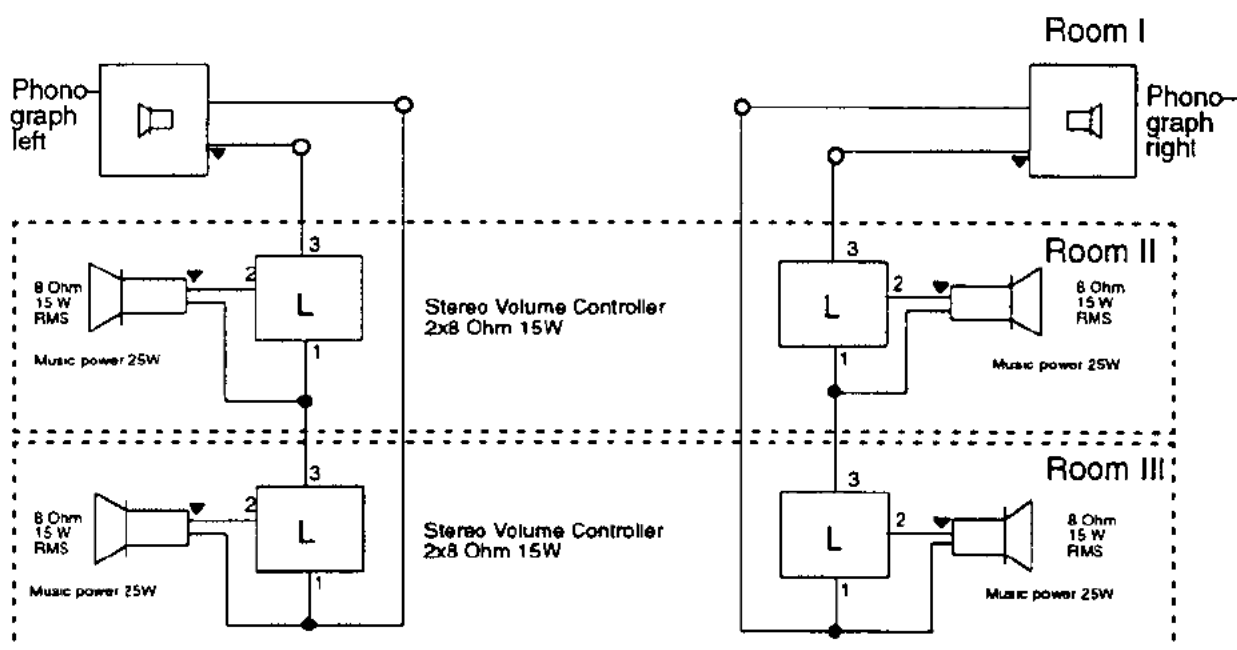 Room I
Phono
graph
left
Phono
graph
right
3
Room II
3
8 Ohm
15 W
RMS
2
L
Stereo Volume Controller
2x8 Ohm 15W
L
2
8 Ohm
15 W
RMS
Music power 25W
1
1
Music power 25W
Room III
3
3
8 Ohm
15 W
RMS
2
L
Stereo Volume Controller
2x8 Ohm 15W
L
2
8 Ohm
15 W
RMS
Music power 25W
1
1
Music power 25W